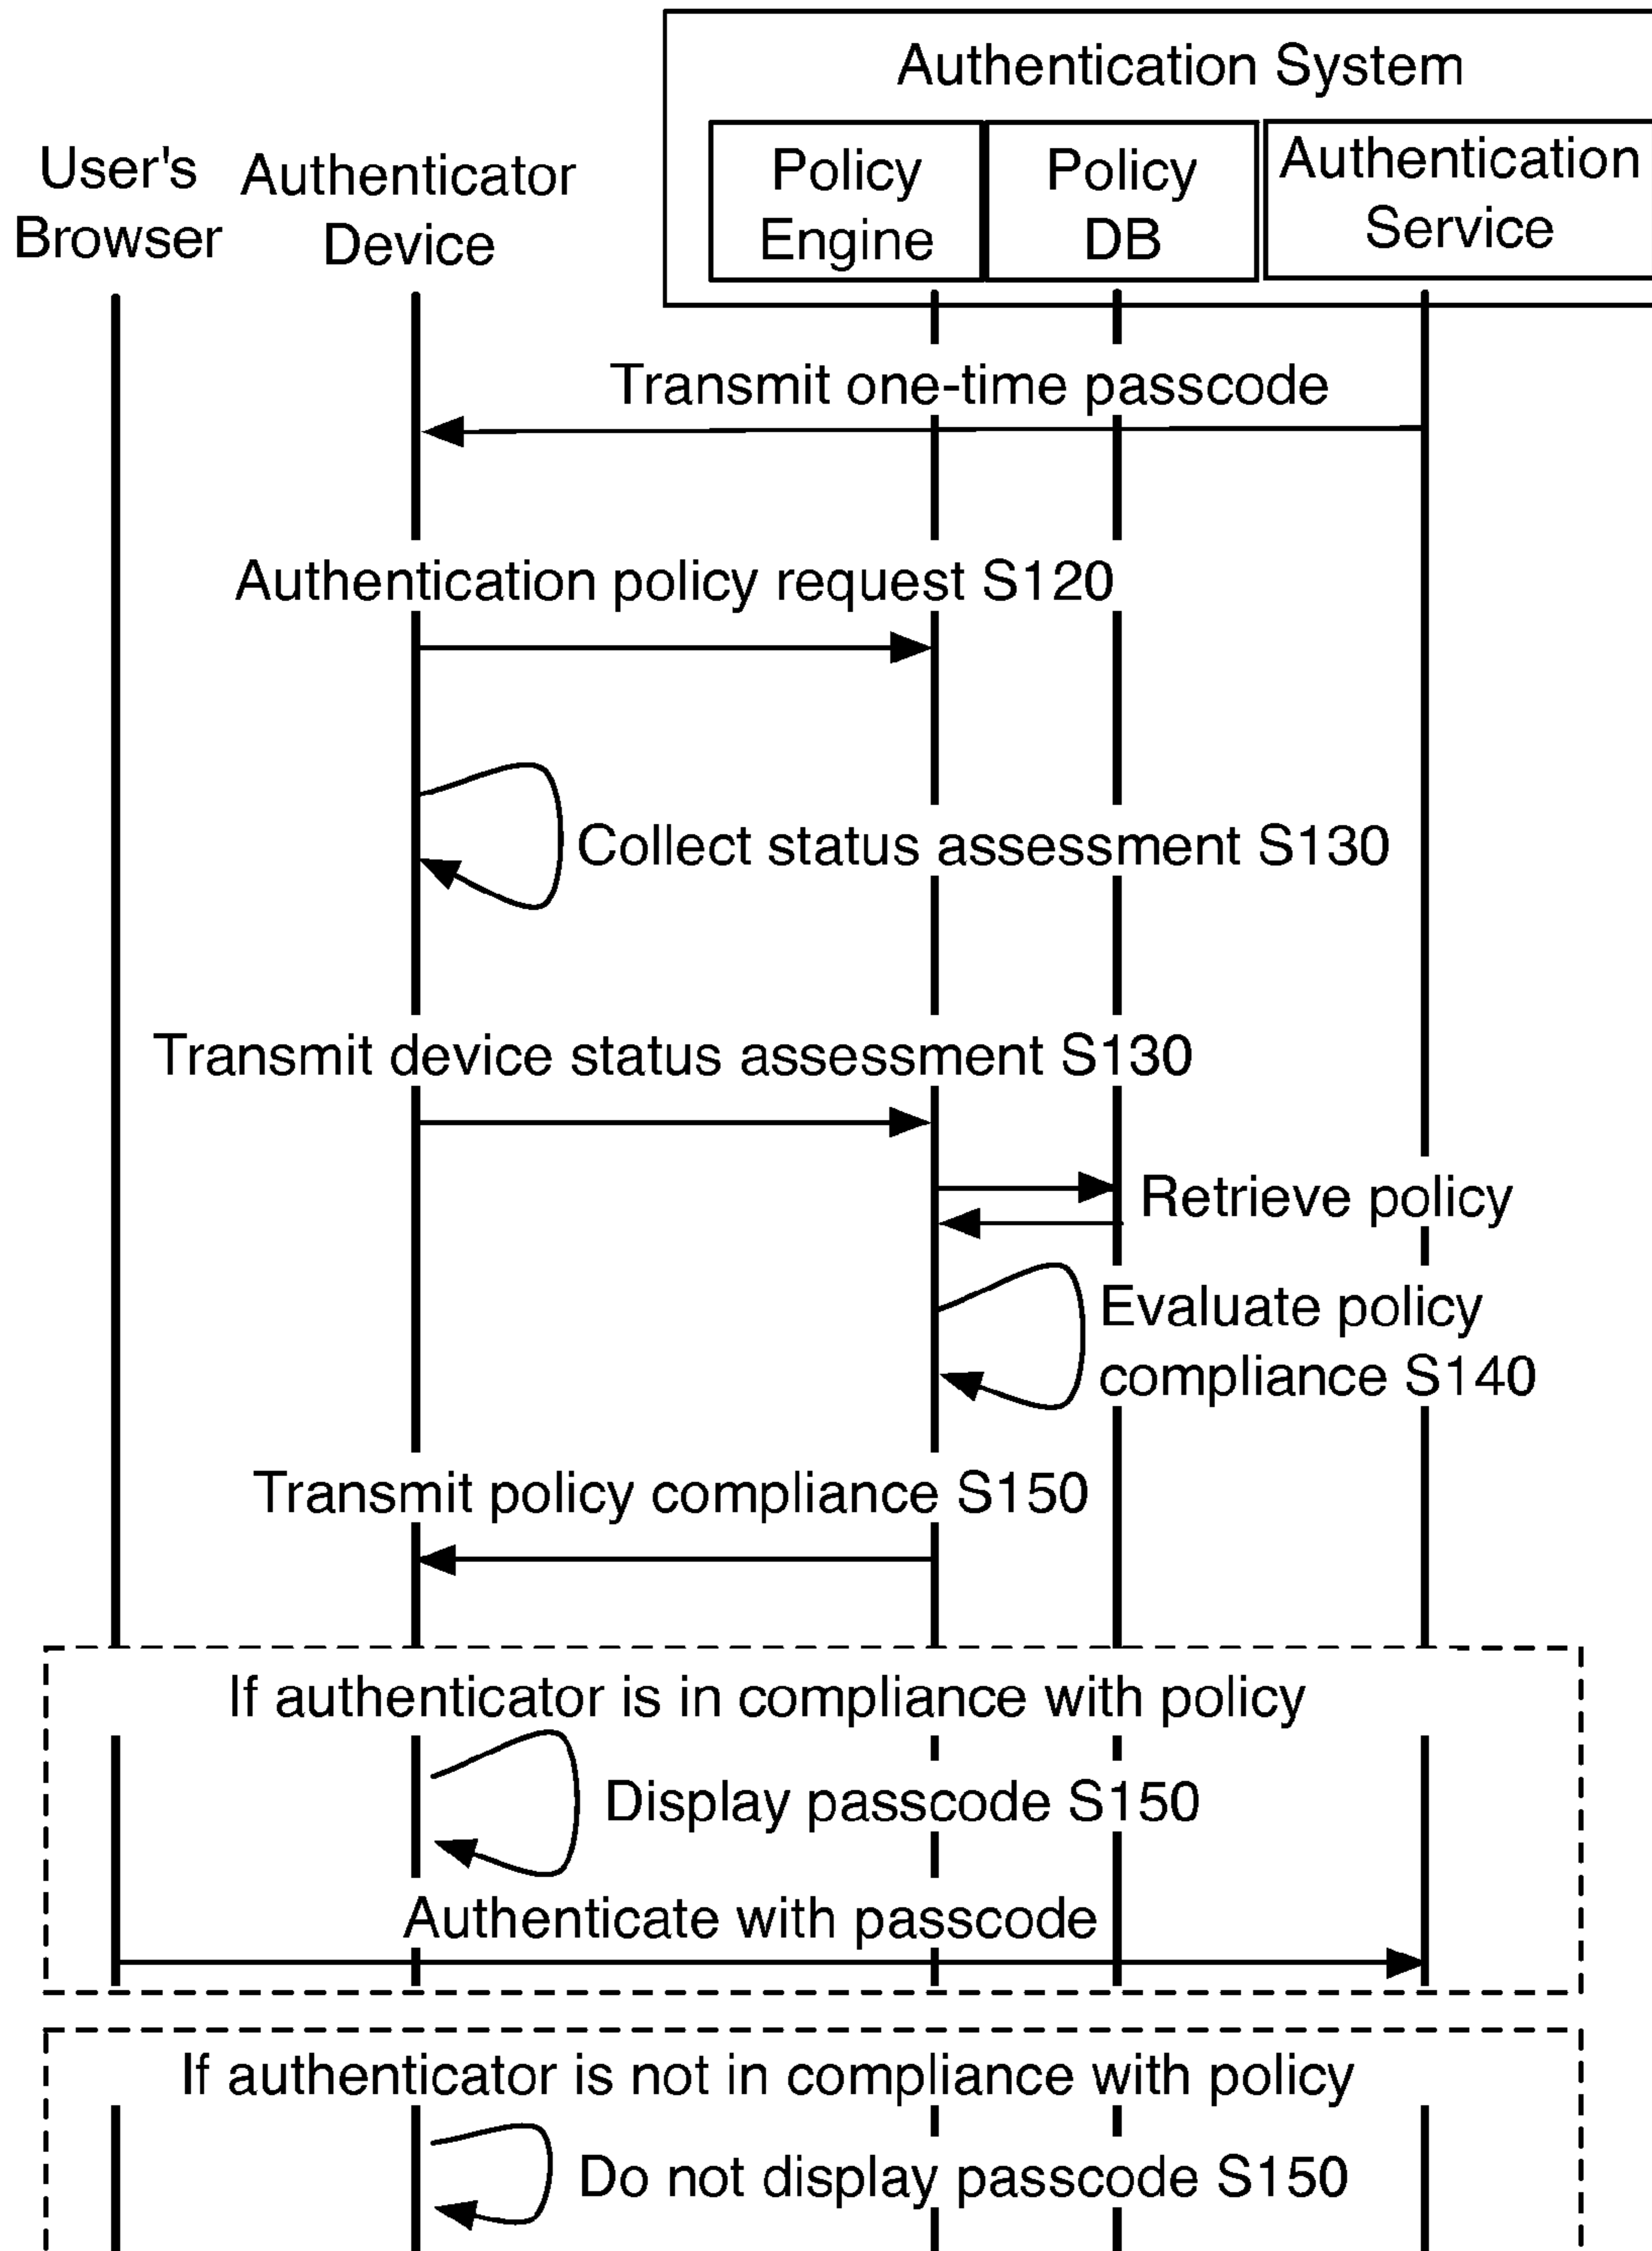 Authentication System
User's
Browser
Authenticator
Device
Policy
Engine
Policy
DB
Authentication
Service
Transmit one-time passcode
Authentication policy request S120
Collect status assessment S130
Transmit device status assessment S130
Retrieve policy
Evaluate policy
compliance S140
Transmit policy compliance S150
If authenticator is in compliance with policy
Display passcode S150
Authenticate with passcode
If authenticator is not in compliance with policy
Do not display passcode S150